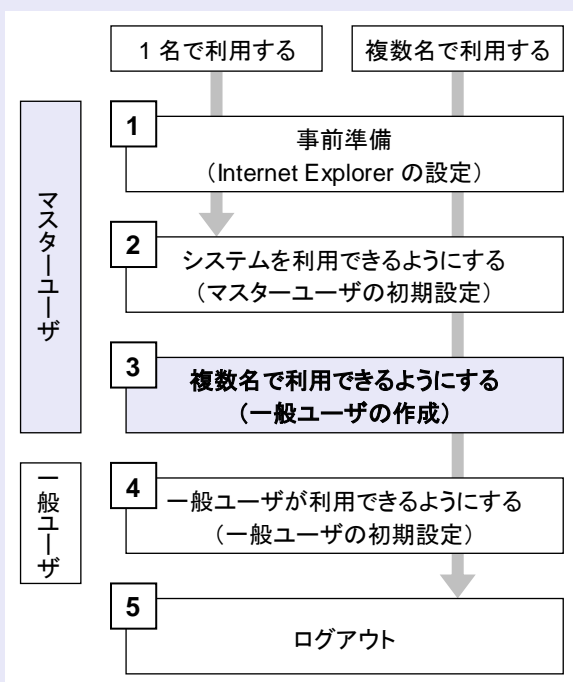 1 名で利用する
複数名で利用する
マスターユーザ
1
事前準備
（Internet Explorer の設定）
2
システムを利用できるようにする
（マスターユーザの初期設定）
3
複数名で利用できるようにする
（一般ユーザの作成）
一般ユーザ
4
一般ユーザが利用できるようにする
（一般ユーザの初期設定）
5
ログアウト